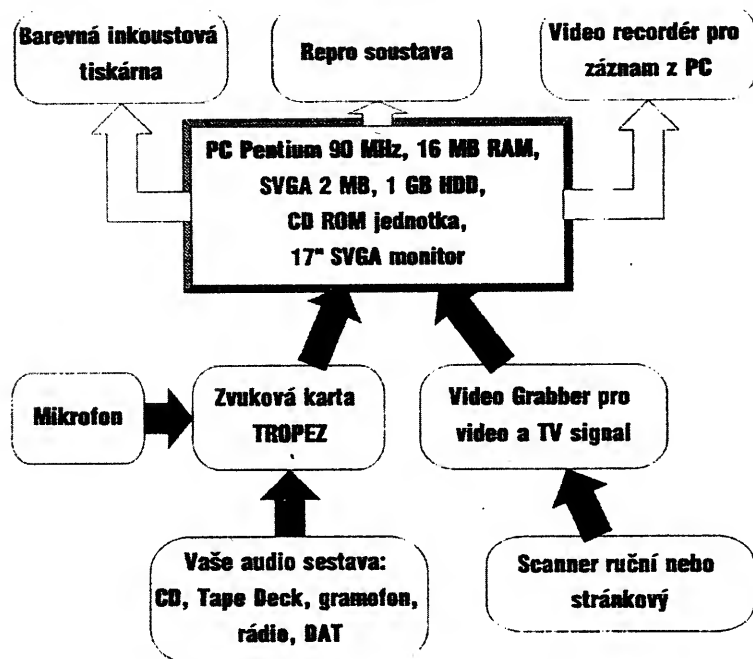 Barevná inkoustová
tiskárna
Repro soustava
Video recordér pro
záznam z PC
PC Pentium 90 MHz, 16 MB RAM,
SVGA 2 MB, 1 GB HDD,
CD ROM jednotka,
17" SVGA monitor
Mikrofon
Zvuková karta
TROPEZ
Video Grabber pro
video a TV signal
Vaše audio sestava:
CD, Tape Deck, gramofon,
rádio, DAT
Scanner ruční nebo
stránkový